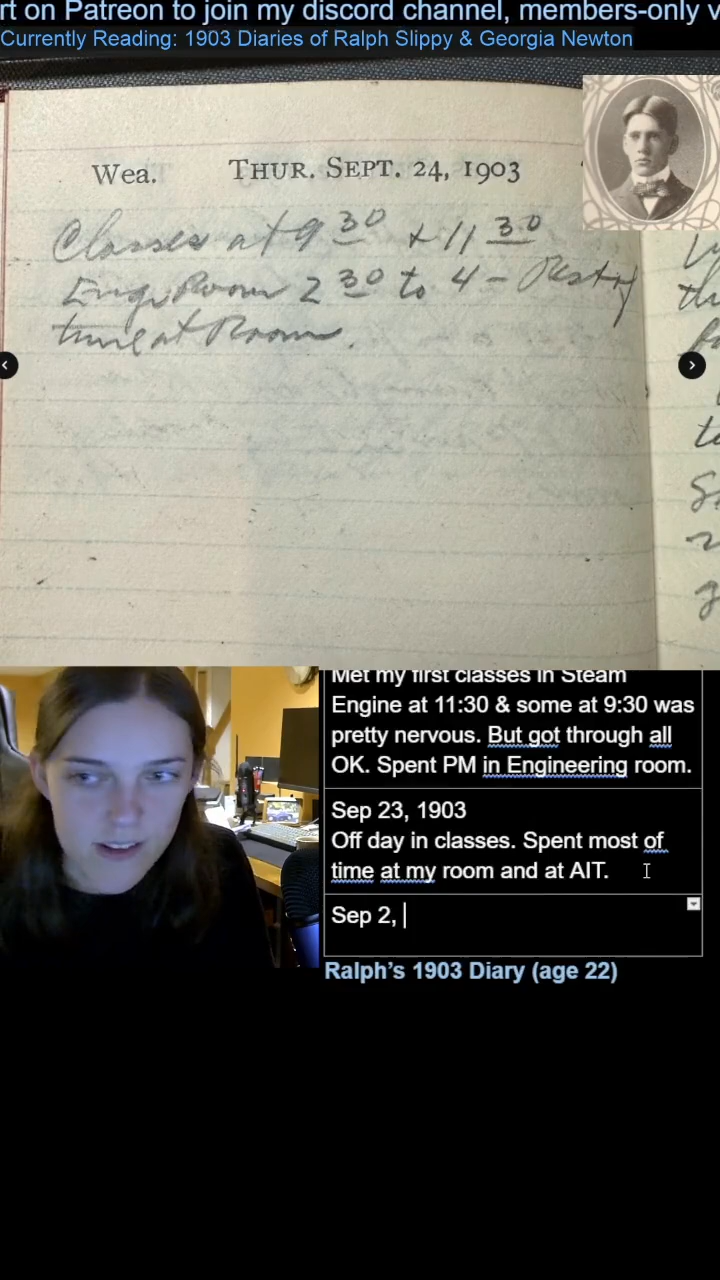 rt on Patreon to join my discord channel, members-only v
Currently Reading: 1903 Diaries of Ralph Slippy & Georgia Newton
Wea. THUR. SEPT. 24, 1903
Classes at 9 30 + 11 30
Engr Room 2 30 to 4 - Rest of
time at Room.
Met my first classes in Steam
Engine at 11:30 & some at 9:30 was
pretty nervous. But got through all
OK. Spent PM in Engineering room.
Sep 23, 1903
Off day in classes. Spent most of
time at my room and at AIT.
Sep 2,
Ralph's 1903 Diary (age 22)